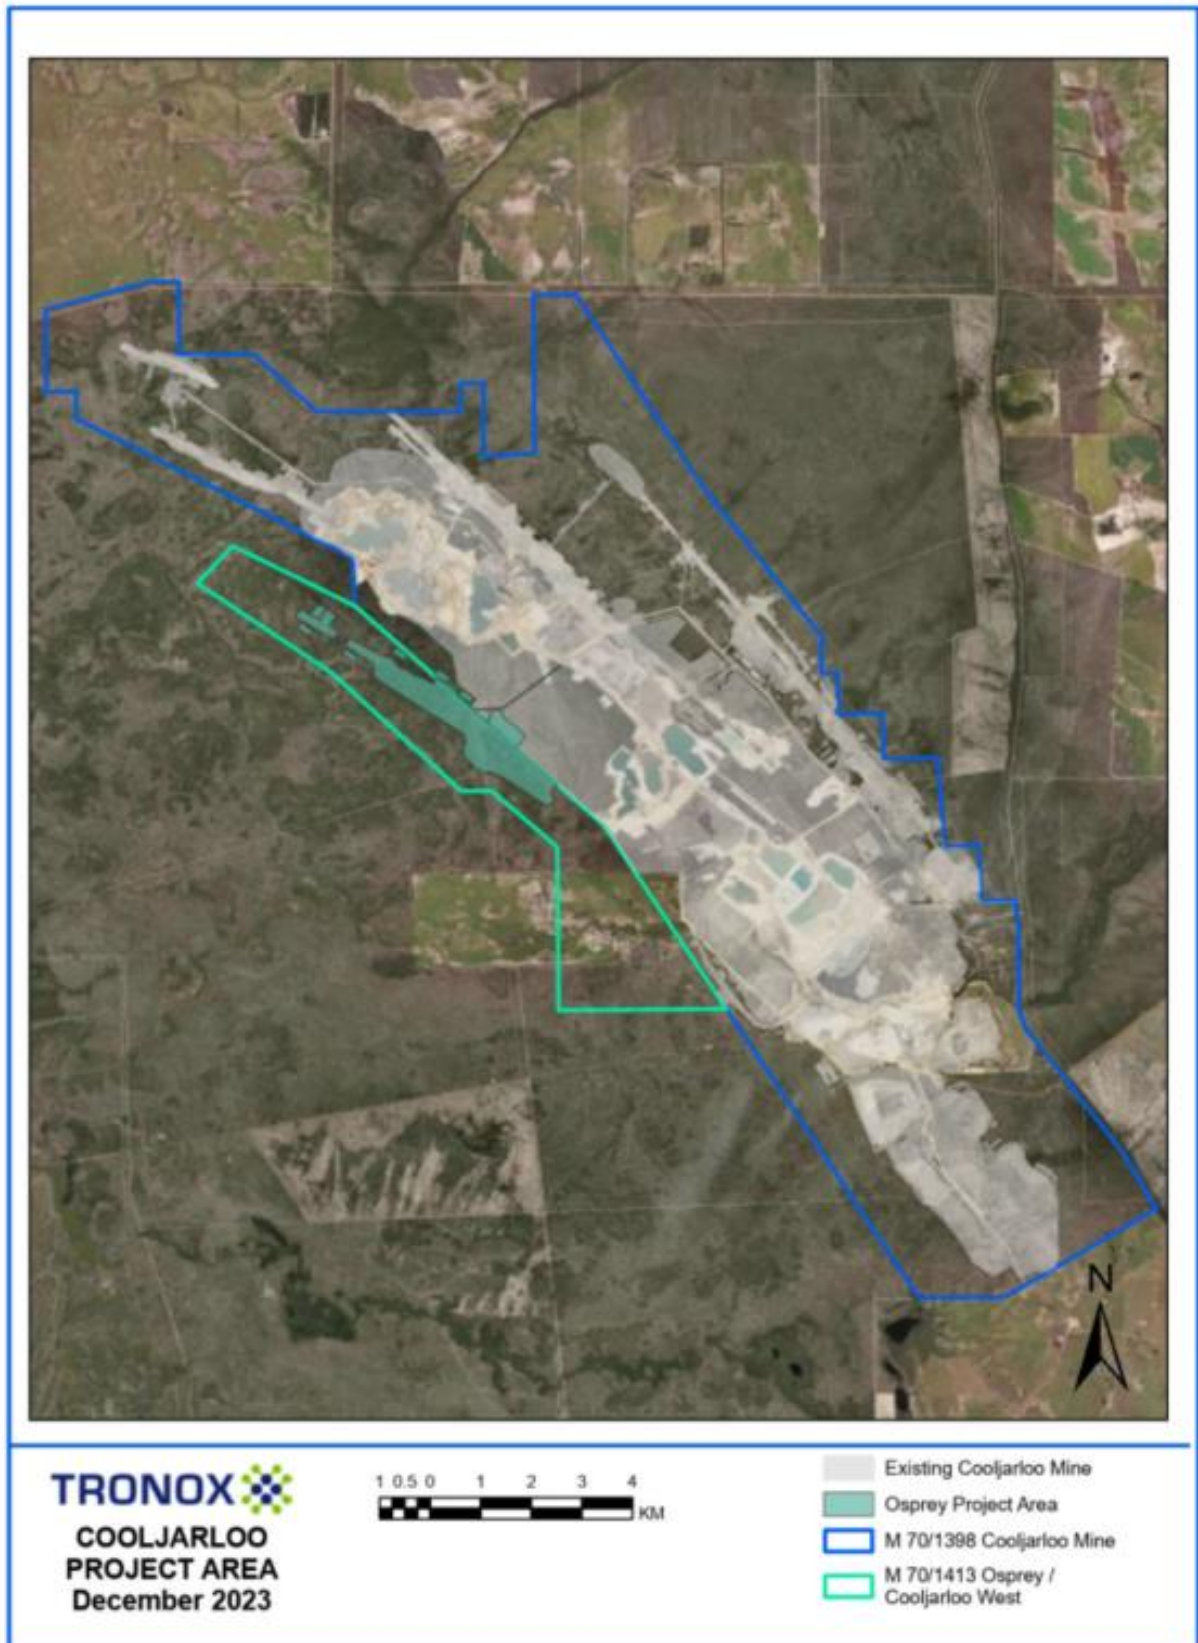 N
TRONOX
COOLJARLOO
PROJECT AREA
December 2023
1 0.5 0 1 2 3 4
KM
Existing Cooljarloo Mine
Osprey Project Area
M 70/1398 Cooljarloo Mine
M 70/1413 Osprey /
Cooljarloo West